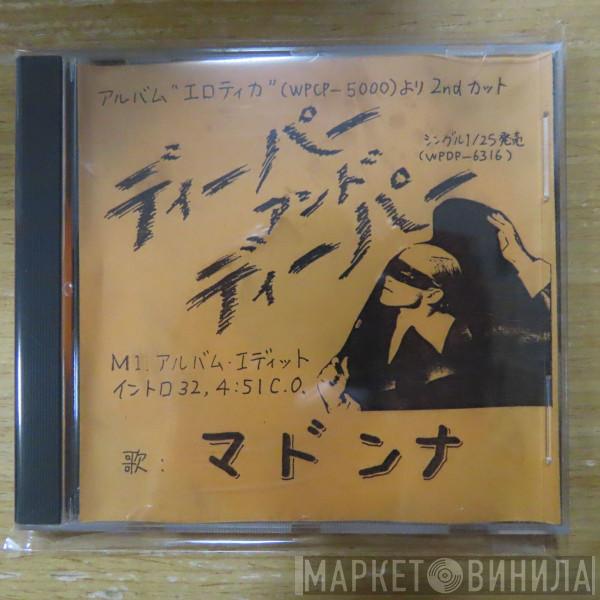 アルバム"エロティカ"(WPCP-5000)より 2nd カット
シングル1/25発売
(WPDP-6316)
ディーパー
アンド
ディーパー
M1. アルバム・エディット
イントロ32, 4:51 C.O.
歌: マドンナ
МАРКЕТ ВИНИЛА